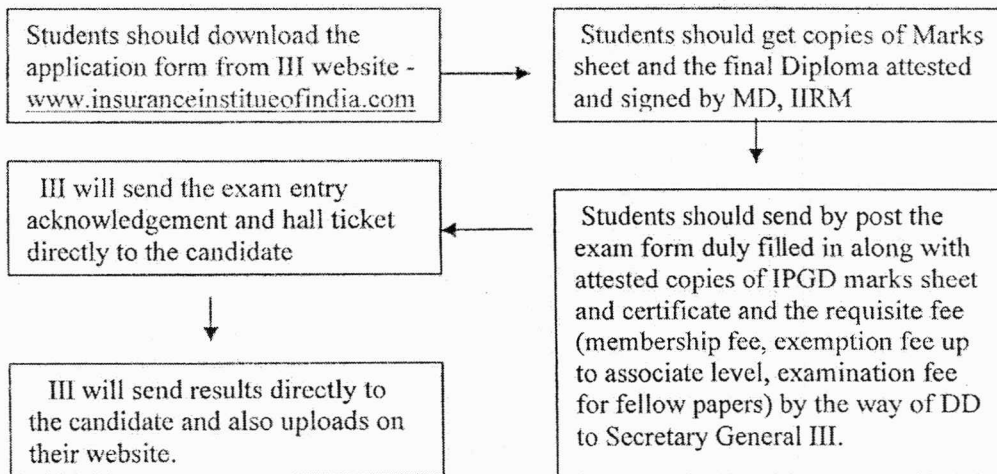 Students should download the
application form from III website -
www.insuranceinstitueofindia.com
Students should get copies of Marks
sheet and the final Diploma attested
and signed by MD, IIRM
Students should send by post the
exam form duly filled in along with
attested copies of IPGD marks sheet
and certificate and the requisite fee
(membership fee, exemption fee up
to associate level, examination fee
for fellow papers) by the way of DD
to Secretary General III.
III will send the exam entry
acknowledgement and hall ticket
directly to the candidate
III will send results directly to
the candidate and also uploads on
their website.